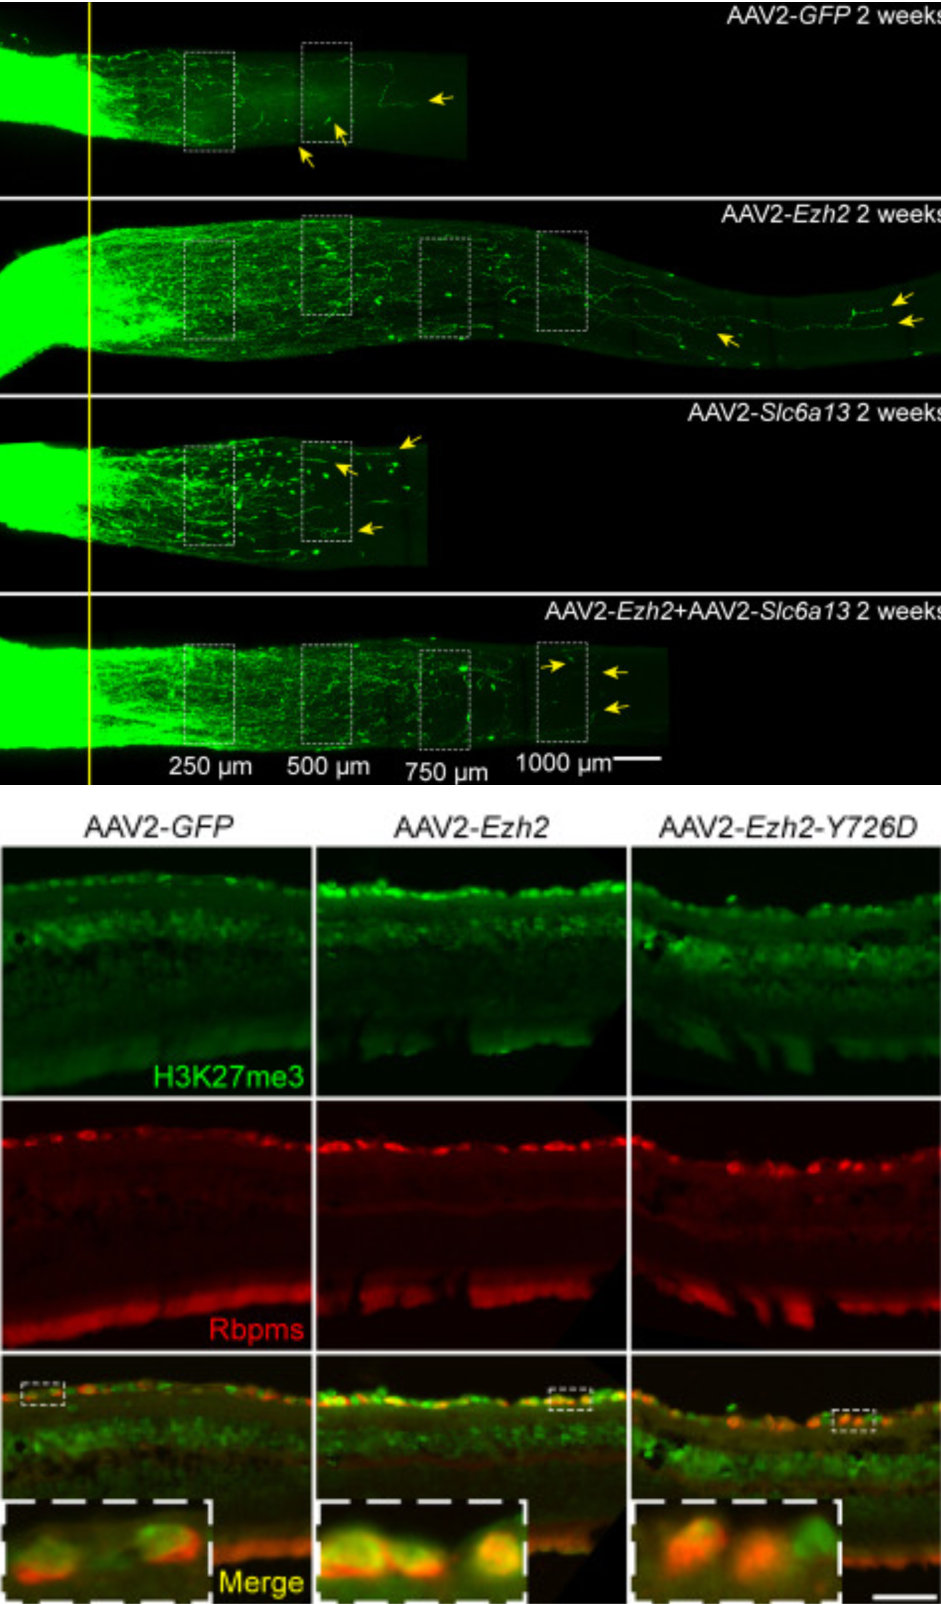 AAV2-GFP 2 weeks
AAV2-Ezh2 2 weeks
AAV2-Slc6a13 2 weeks
AAV2-Ezh2+AAV2-Slc6a13 2 weeks
250 μm 500 μm 750 μm 1000 μm
AAV2-GFP AAV2-Ezh2 AAV2-Ezh2-Y726D
H3K27me3
Rbpms
Merge